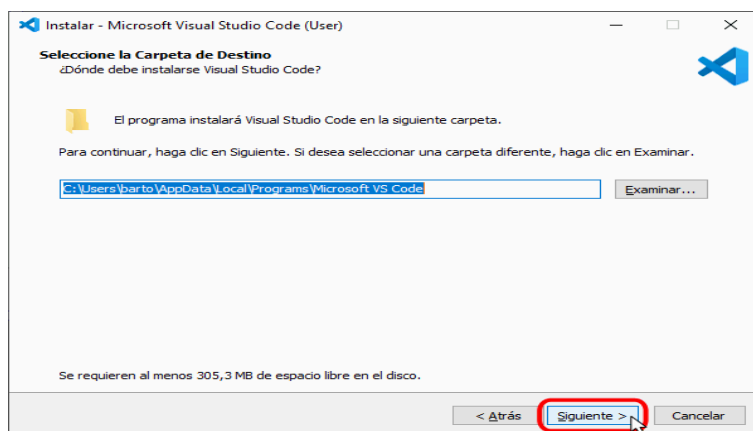 Instalar - Microsoft Visual Studio Code (User)
Seleccione la Carpeta de Destino
¿Dónde debe instalarse Visual Studio Code?
El programa instalará Visual Studio Code en la siguiente carpeta.
Para continuar, haga clic en Siguiente. Si desea seleccionar una carpeta diferente, haga clic en Examinar.
C:\Users\barto\AppData\Local\Programs\Microsoft VS Code
Examinar...
Se requieren al menos 305,3 MB de espacio libre en el disco.
< Atrás
Siguiente >
Cancelar